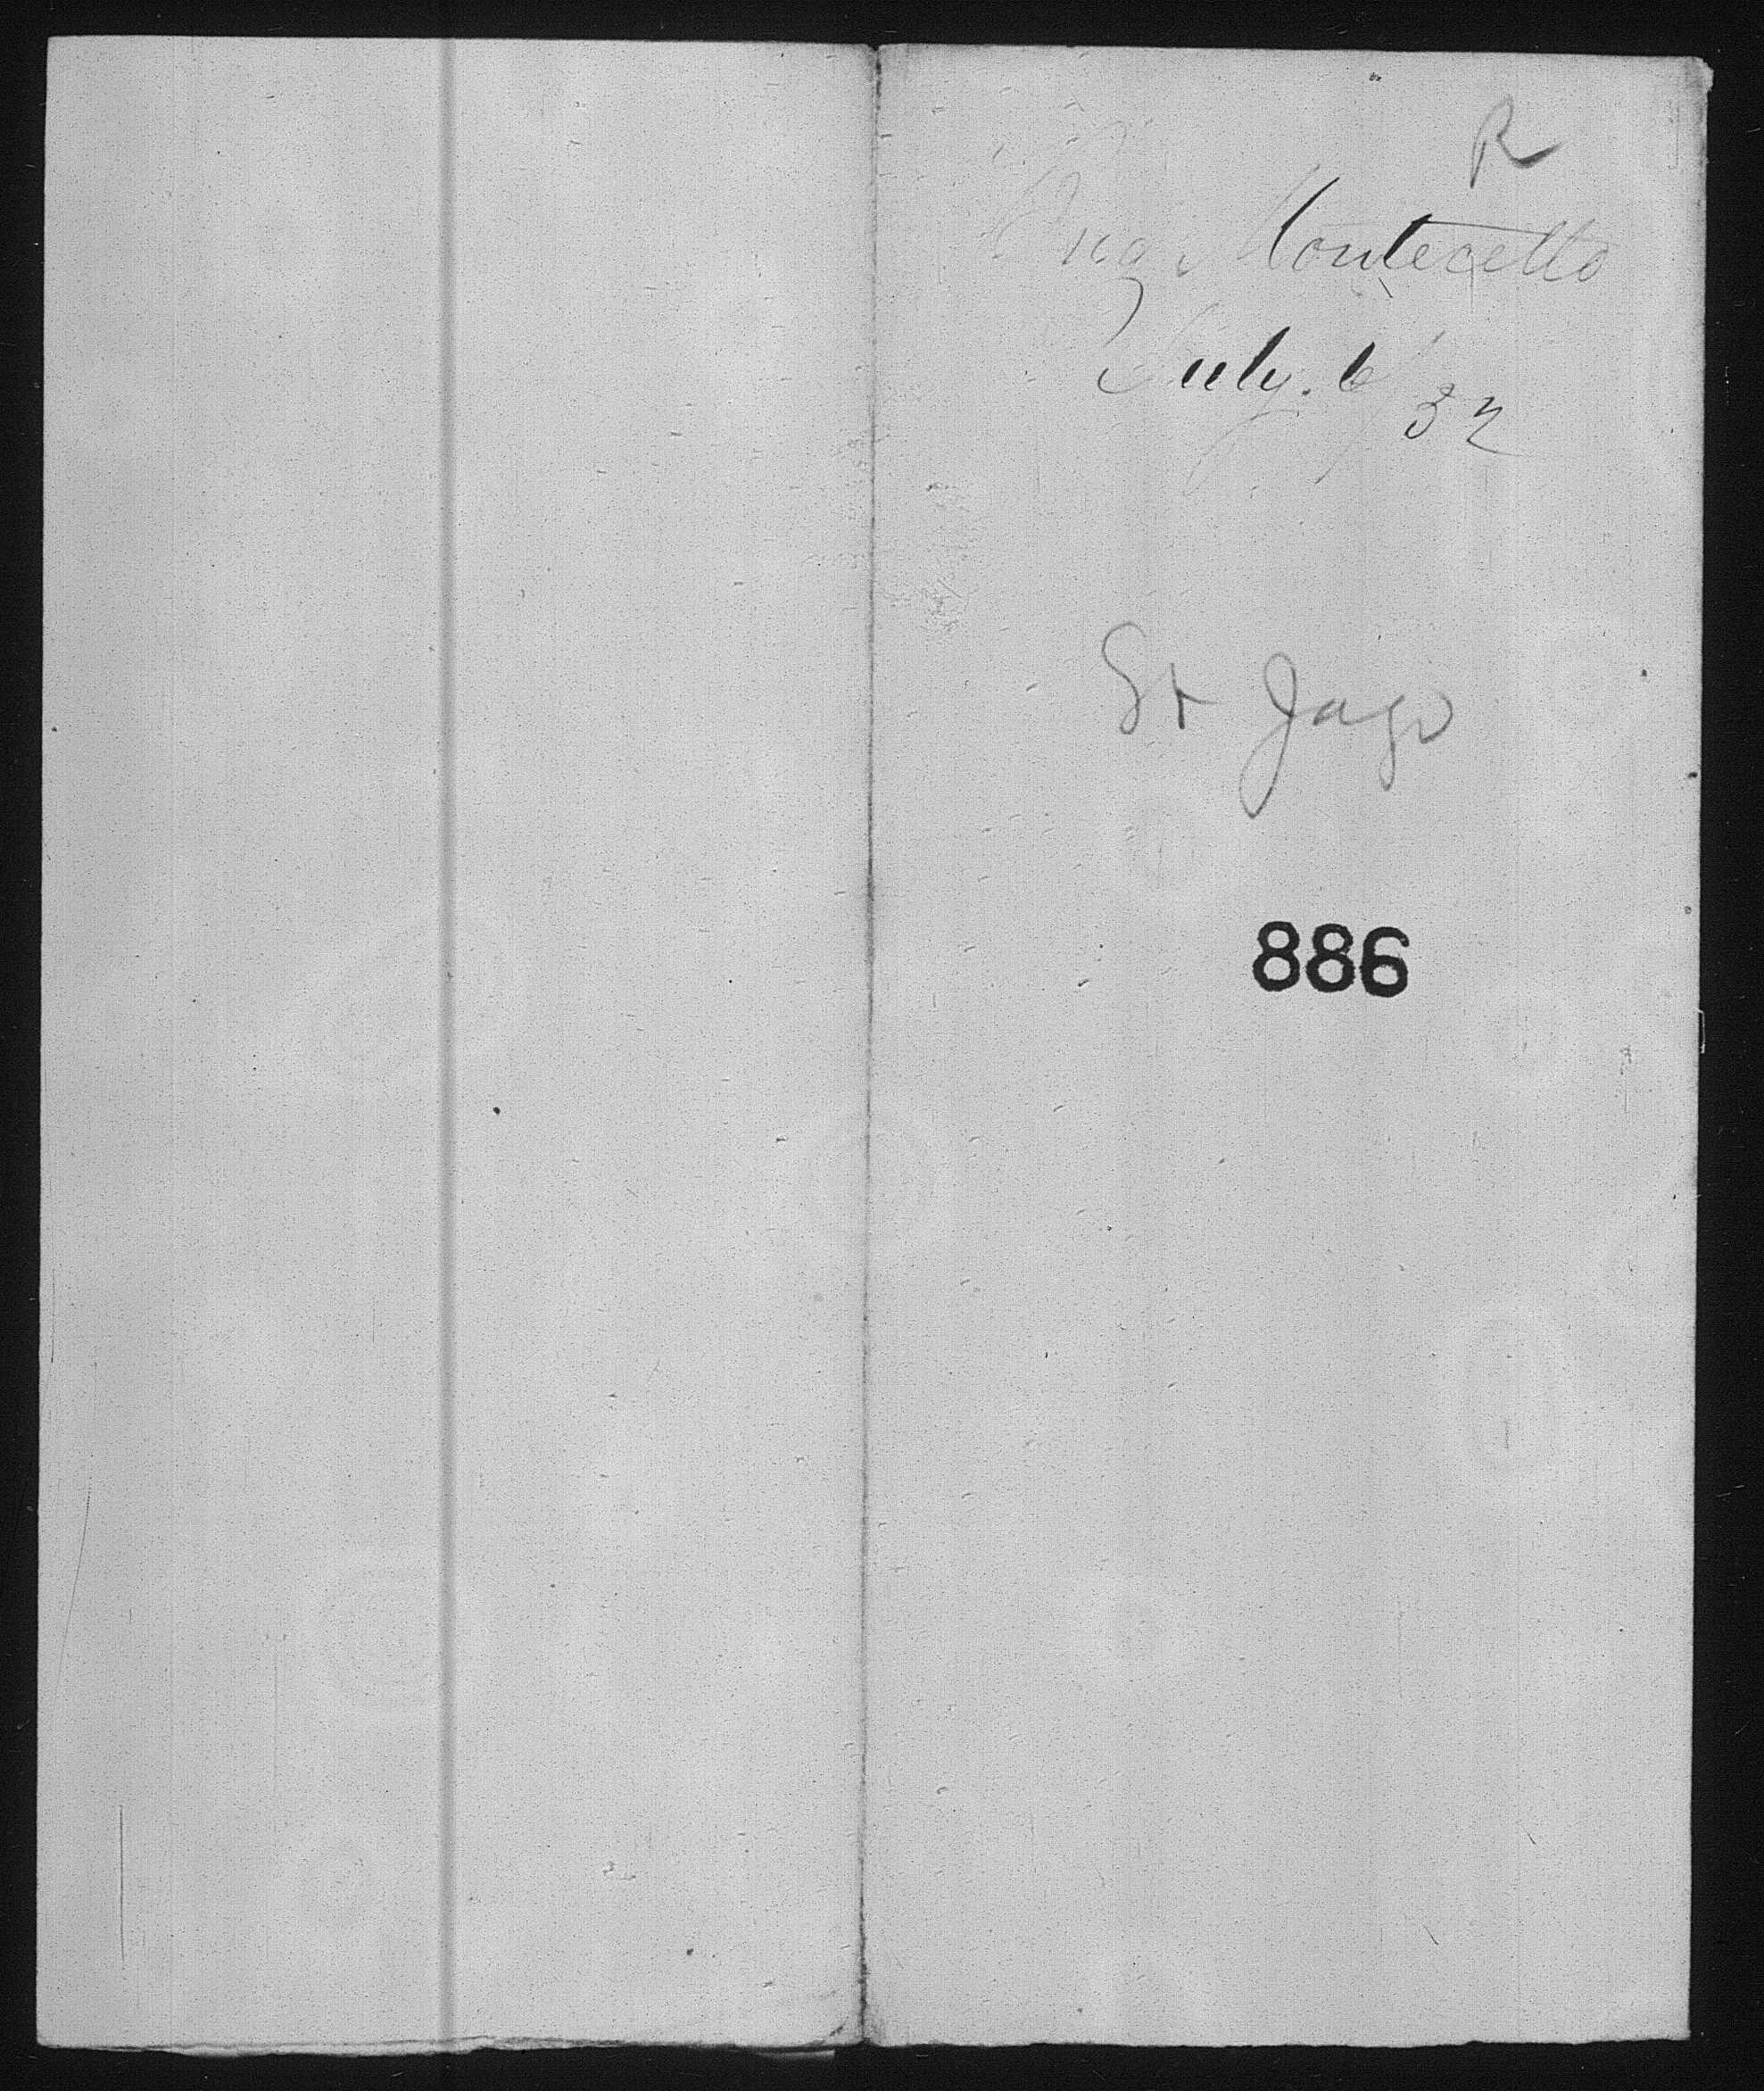 R
Brig Montecello
July. 6/32
St Jago
886